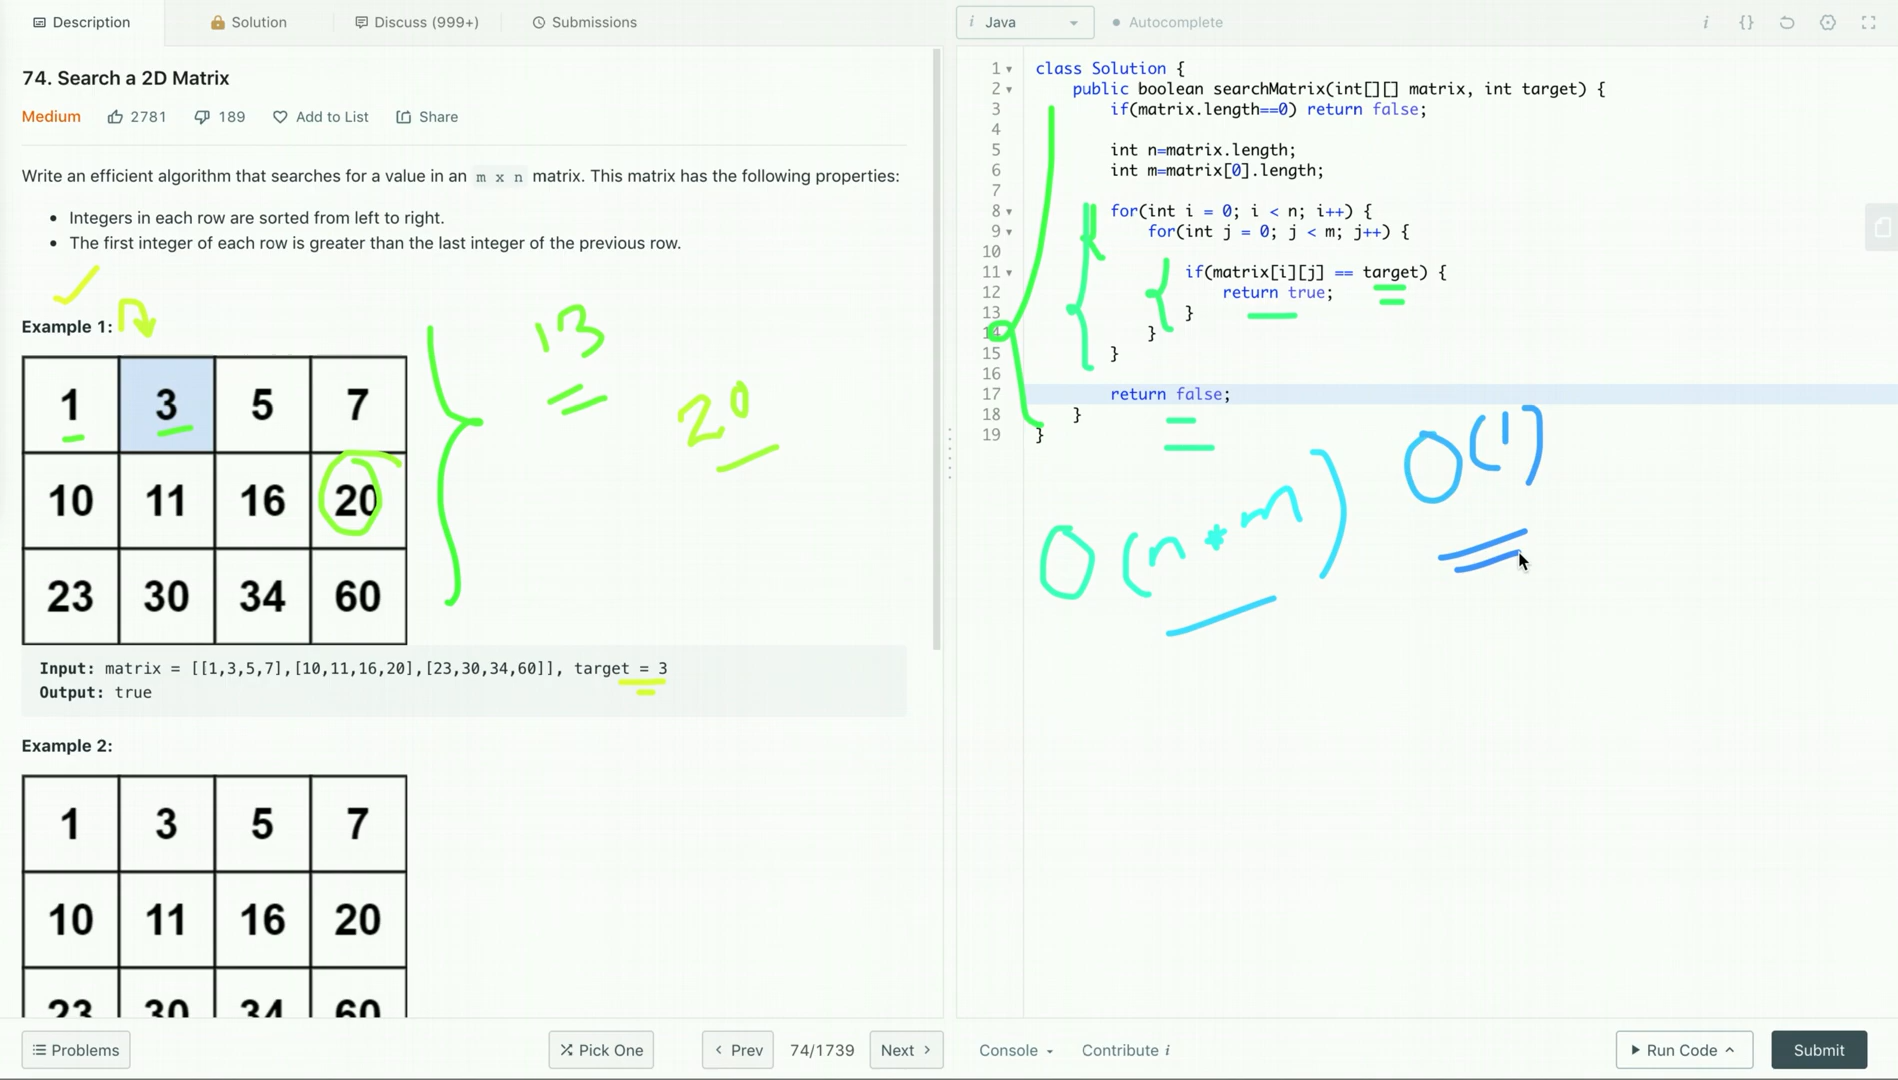 Description
Solution
Discuss (999+)
Submissions
74. Search a 2D Matrix
Medium
2781
189
Add to List
Share
Write an efficient algorithm that searches for a value in an m x n matrix. This matrix has the following properties:
• Integers in each row are sorted from left to right.
• The first integer of each row is greater than the last integer of the previous row.
Example 1:
1 3 5 7
10 11 16 20
23 30 34 60
13
20
Input: matrix = [[1,3,5,7],[10,11,16,20],[23,30,34,60]], target = 3
Output: true
Example 2:
1 3 5 7
10 11 16 20
23 30 34 60
Problems
Pick One
< Prev
74/1739
Next >
i Java
Autocomplete
i {}
1 class Solution {
2 public boolean searchMatrix(int[][] matrix, int target) {
3 if(matrix.length==0) return false;
4
5 int n=matrix.length;
6 int m=matrix[0].length;
7
8 for(int i = 0; i < n; i++) {
9 for(int j = 0; j < m; j++) {
10
11 if(matrix[i][j] == target) {
12 return true;
13 }
14 }
15 }
16
17 return false;
18 }
19 }
O(n*m)
O(1)
Console
Contribute i
Run Code
Submit